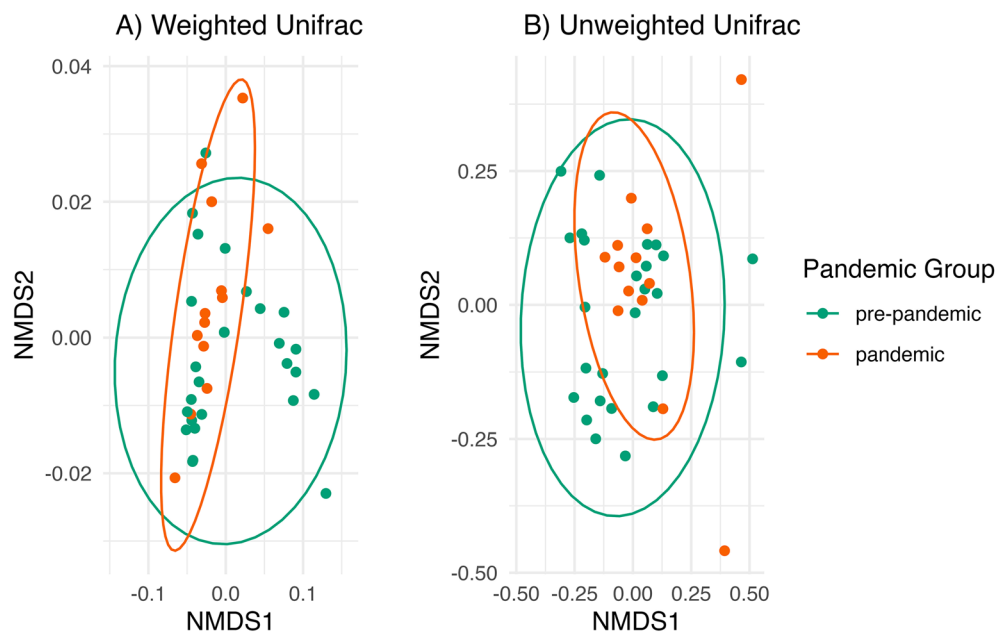 A) Weighted Unifrac
B) Unweighted Unifrac
0.04
0.02
0.00
-0.02
NMDS2
-0.1
0.0
0.1
NMDS1
0.25
0.00
-0.25
-0.50
NMDS2
-0.50
-0.25
0.00
0.25
0.50
NMDS1
Pandemic Group
pre-pandemic
pandemic